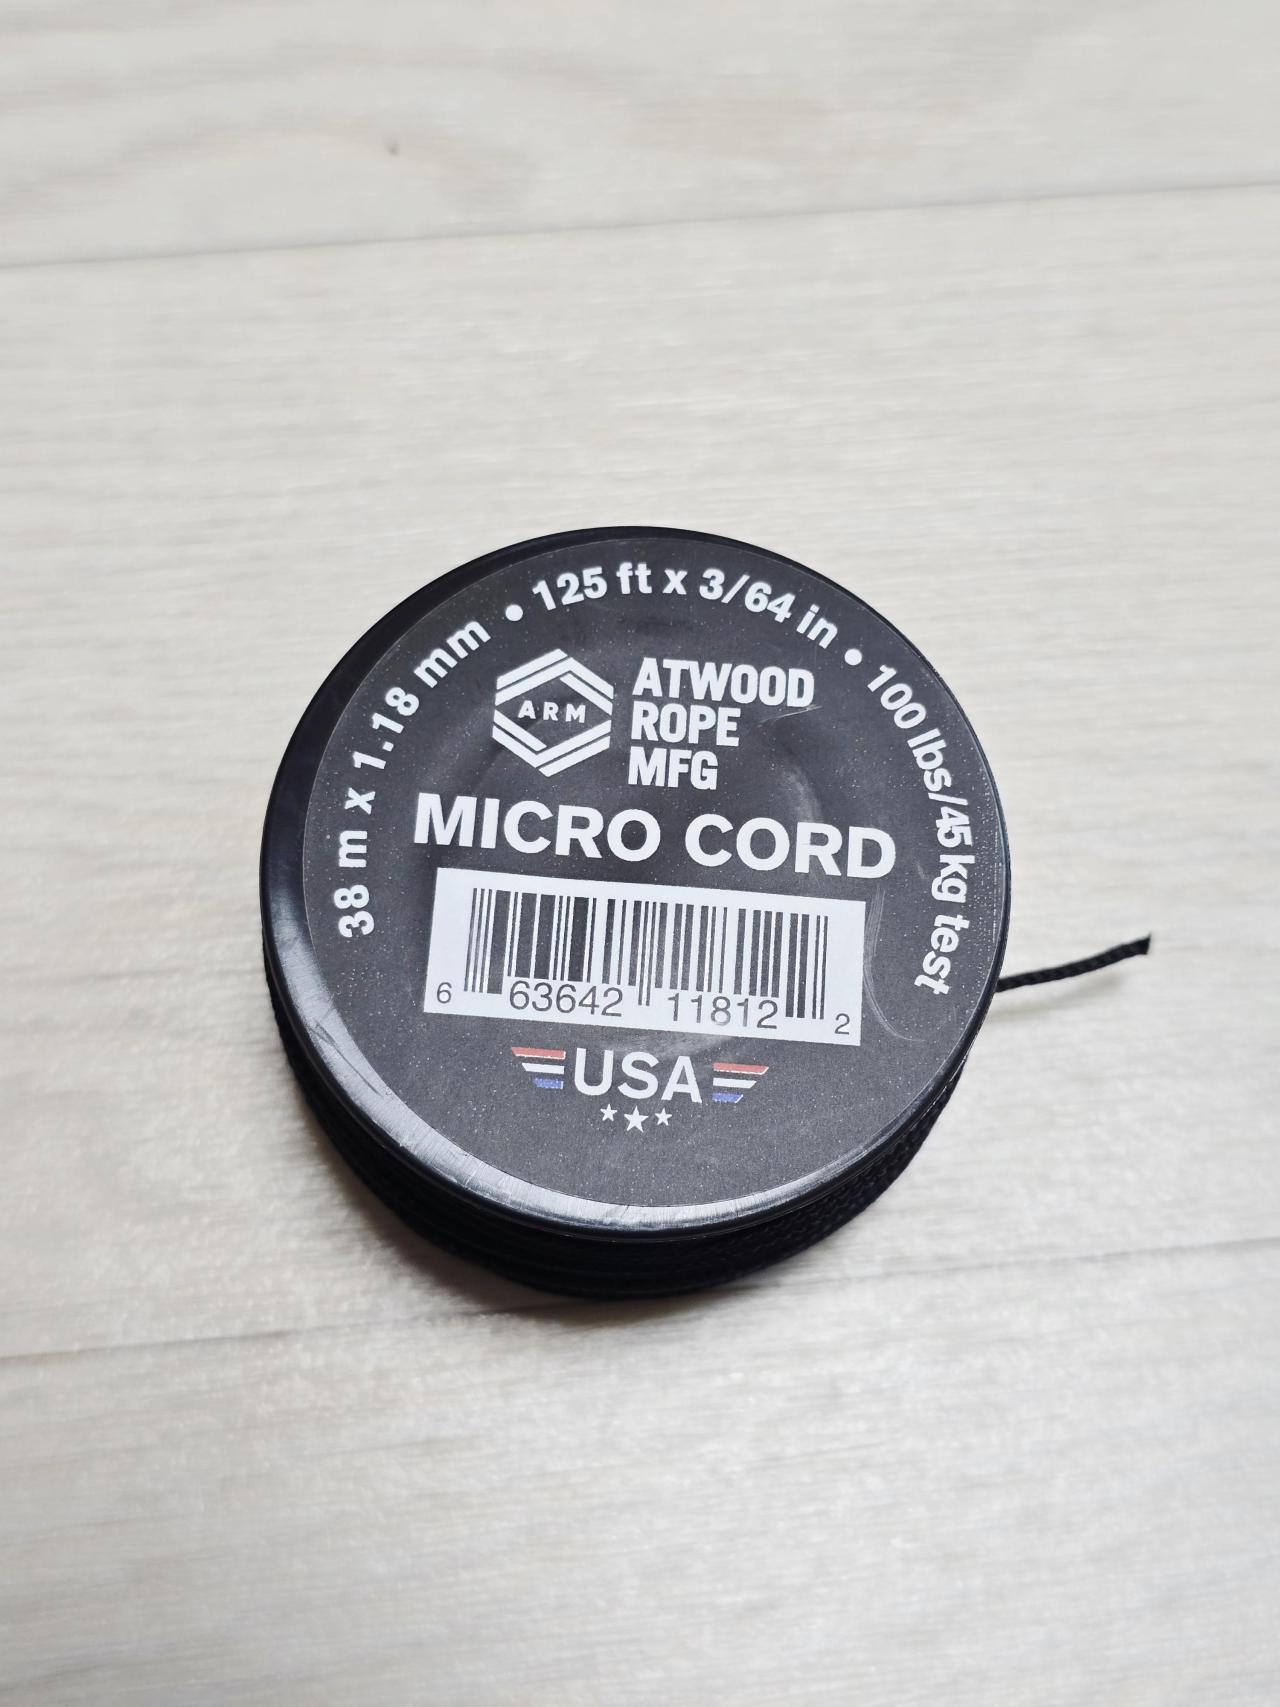 38 m x 1.18 mm • 125 ft x 3/64 in • 100 lbs/45 kg test
ARM
ATWOOD
ROPE
MFG
MICRO CORD
6 63642 11812 2
USA